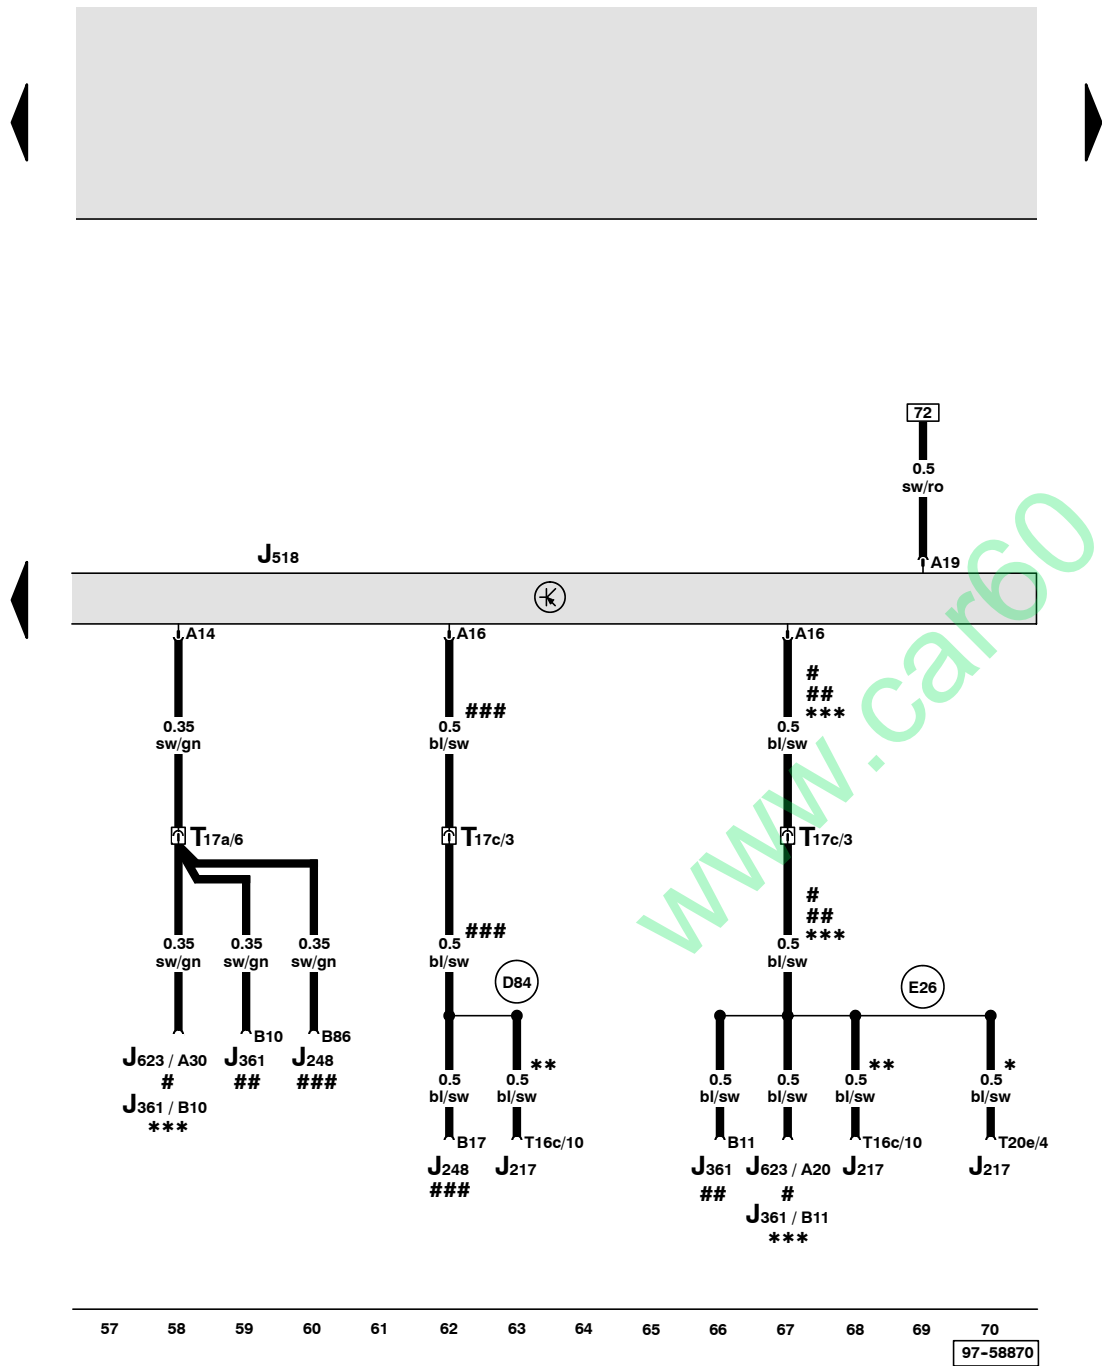 72
0.5
sw/ro
A19
J518
A14 A16 A16
#
##
***
###
0.35 0.5 0.5
sw/gn bl/sw bl/sw
T17a/6 T17c/3 T17c/3
#
##
***
###
0.35 0.35 0.35 0.5 0.5
sw/gn sw/gn sw/gn bl/sw bl/sw
D84 E26
B10 B86
J623 / A30 J361 J248
# ## ###
J361 / B10
***
** ** *
0.5 0.5 0.5 0.5 0.5 0.5
bl/sw bl/sw bl/sw bl/sw bl/sw bl/sw
B17 T16c/10 B11 T16c/10 T20e/4
J248 J217 J361 J623 / A20 J217 J217
### ## #
J361 / B11
***
57 58 59 60 61 62 63 64 65 66 67 68 69 70
97-58870
www.car60